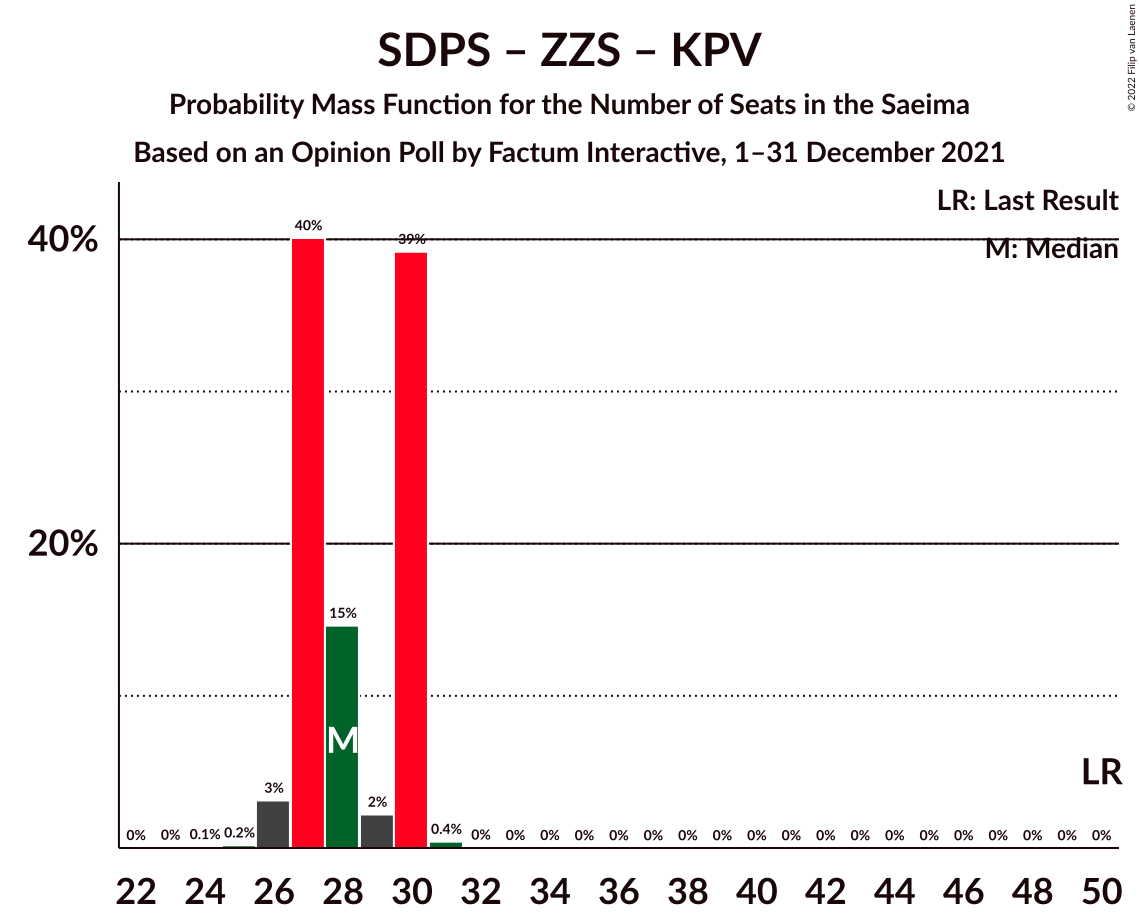 SDPS – ZZS – KPV
Probability Mass Function for the Number of Seats in the Saeima
Based on an Opinion Poll by Factum Interactive, 1–31 December 2021
© 2022 Filip van Laenen
LR: Last Result
M: Median
40%
20%
40%
39%
15%
M
3%
2%
LR
0% 0% 0.1% 0.2% 0.4% 0% 0% 0% 0% 0% 0% 0% 0% 0% 0% 0% 0% 0% 0% 0% 0% 0% 0% 0%
22 24 26 28 30 32 34 36 38 40 42 44 46 48 50